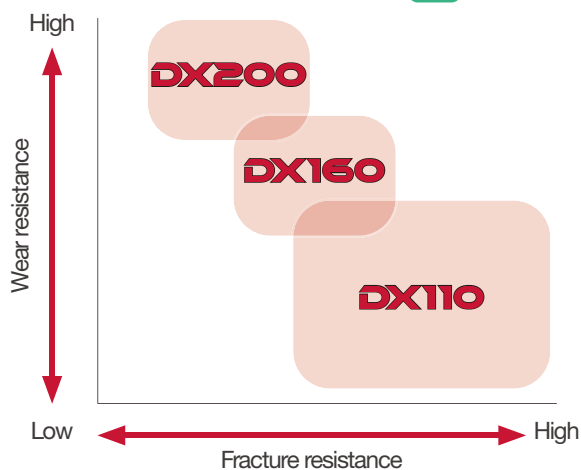 High
DX200
DX160
Wear resistance
DX110
Low
High
Fracture resistance